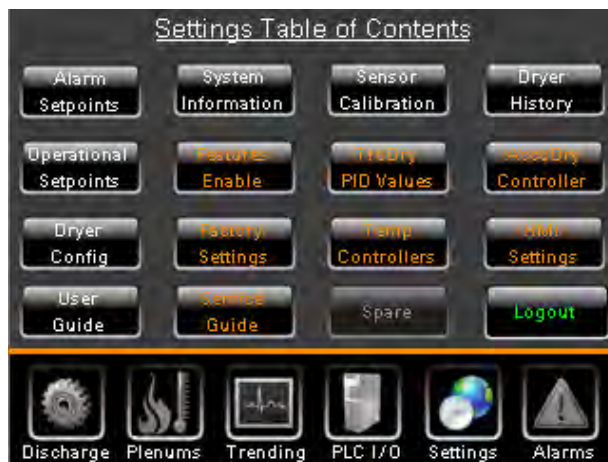 Settings Table of Contents
Alarm Setpoints
System Information
Sensor Calibration
Dryer History
Operational Setpoints
Features Enable
TruDry PID Values
AccuDry Controller
Dryer Config
Factory Settings
Temp Controllers
HMI Settings
User Guide
Service Guide
Spare
Logout
Discharge
Plenums
Trending
PLC I/O
Settings
Alarms